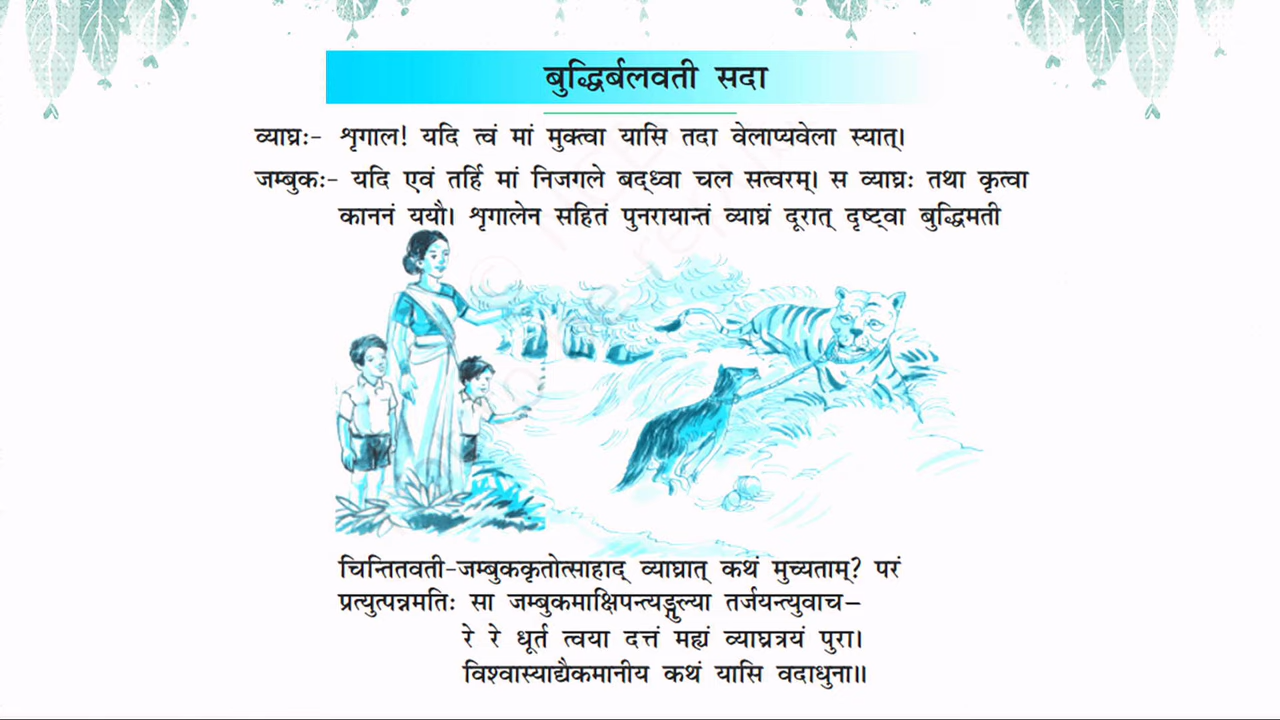 बुद्धिर्बलवती सदा
व्याघ्रः- शृगाल! यदि त्वं मां मुक्त्वा यासि तदा वेलाप्यवेला स्यात्।
जम्बुकः- यदि एवं तर्हि मां निजगले बद्ध्वा चल सत्वरम्। स व्याघ्रः तथा कृत्वा
काननं ययौ। शृगालेन सहितं पुनरायान्तं व्याघ्रं दूरात् दृष्ट्वा बुद्धिमती
चिन्तितवती-जम्बुककृतोत्साहाद् व्याघ्रात् कथं मुच्यताम्? परं
प्रत्युत्पन्नमतिः सा जम्बुकमाक्षिपन्त्यङ्गुल्या तर्जयन्त्युवाच–
रे रे धूर्त त्वया दत्तं मह्यं व्याघ्रत्रयं पुरा।
विश्वास्याद्यैकमानीय कथं यासि वदाधुना॥